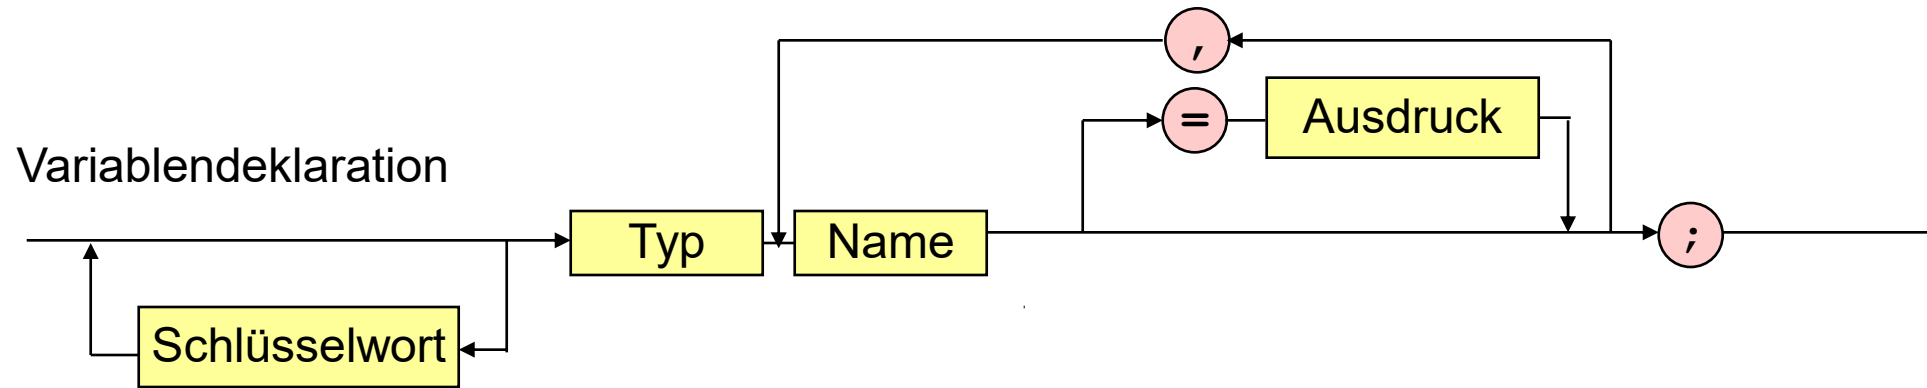 ,
= Ausdruck
Variablendeklaration
Typ Name ;
Schlüsselwort